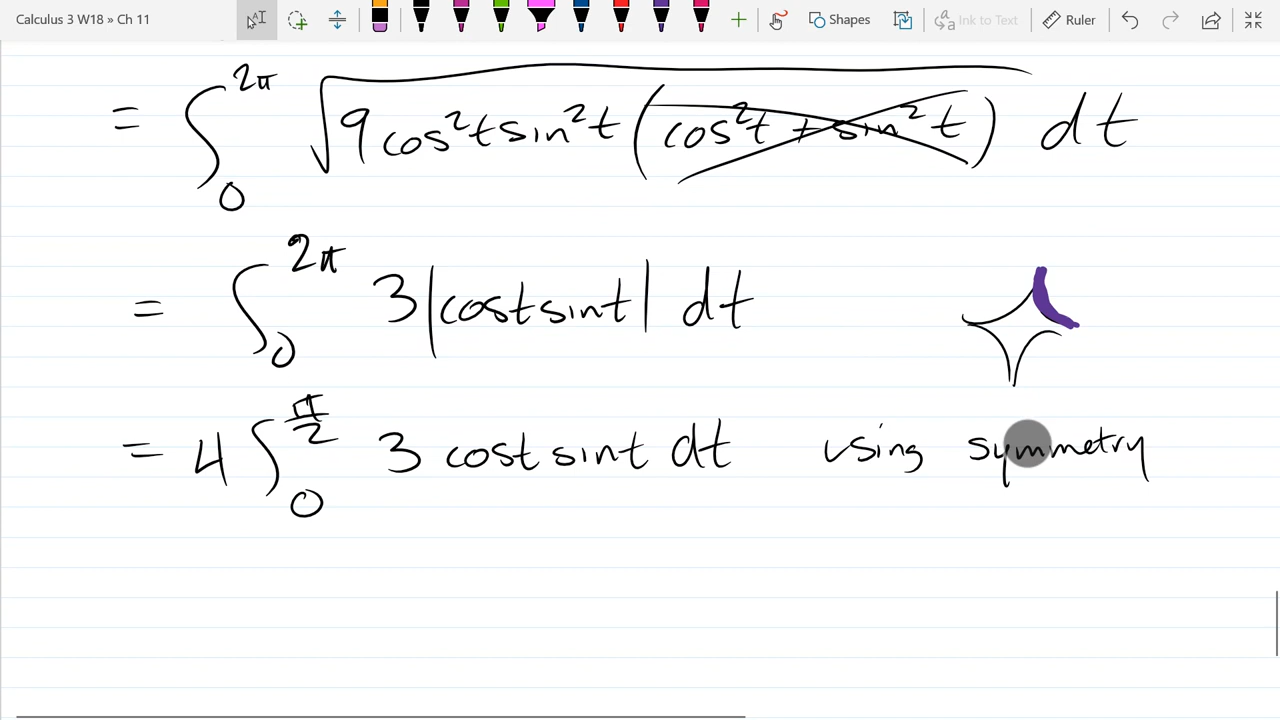 Calculus 3 W18 » Ch 11 Shapes Ink to Text Ruler
= ∫₀^2π √(9cos²t sin²t (cos²t + sin²t)) dt
= ∫₀^2π 3|cost sint| dt
= 4 ∫₀^π/2 3 cost sint dt using symmetry